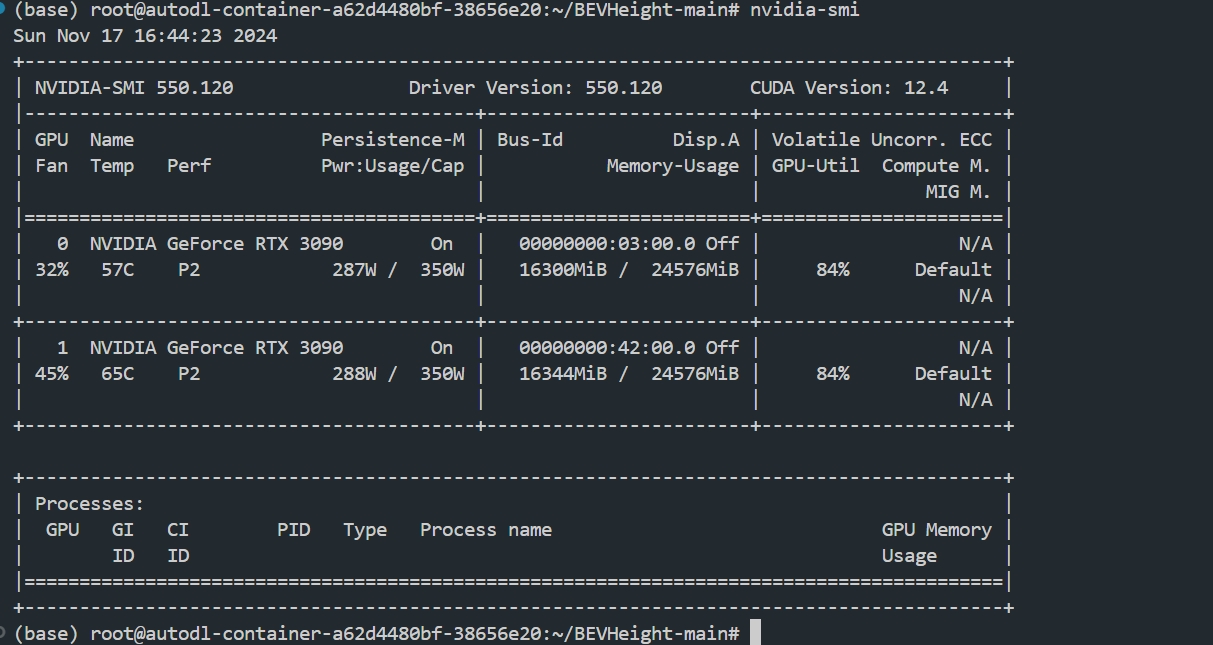 (base) root@autodl-container-a62d4480bf-38656e20:~/BEVHeight-main# nvidia-smi
Sun Nov 17 16:44:23 2024
+-----------------------------------------------------------------------------------------+
| NVIDIA-SMI 550.120                Driver Version: 550.120        CUDA Version: 12.4     |
|-----------------------------------------+------------------------+----------------------+
| GPU  Name                 Persistence-M | Bus-Id          Disp.A | Volatile Uncorr. ECC |
| Fan  Temp   Perf          Pwr:Usage/Cap |           Memory-Usage | GPU-Util  Compute M. |
|                                         |                        |               MIG M. |
|=========================================+========================+======================|
|   0  NVIDIA GeForce RTX 3090        On  |   00000000:03:00.0 Off |                  N/A |
| 32%   57C    P2            287W /  350W |   16300MiB /  24576MiB |     84%      Default |
|                                         |                        |                  N/A |
+-----------------------------------------+------------------------+----------------------+
|   1  NVIDIA GeForce RTX 3090        On  |   00000000:42:00.0 Off |                  N/A |
| 45%   65C    P2            288W /  350W |   16344MiB /  24576MiB |     84%      Default |
|                                         |                        |                  N/A |
+-----------------------------------------+------------------------+----------------------+

+-----------------------------------------------------------------------------------------+
| Processes:                                                                              |
|  GPU   GI   CI        PID   Type   Process name                              GPU Memory |
|        ID   ID                                                               Usage      |
|=========================================================================================|
+-----------------------------------------------------------------------------------------+
(base) root@autodl-container-a62d4480bf-38656e20:~/BEVHeight-main#